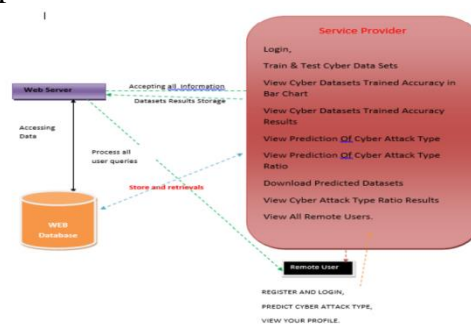 Service Provider
Login,
Train & Test Cyber Data Sets
View Cyber Datasets Trained Accuracy in
Bar Chart
View Cyber Datasets Trained Accuracy
Results
View Prediction Of Cyber Attack Type
View Prediction Of Cyber Attack Type
Ratio
Download Predicted Datasets
View Cyber Attack Type Ratio Results
View All Remote Users.
Web Server
Accepting all Information
Datasets Results Storage
Accessing
Data
Process all
user queries
Store and retrievals
WEB
Database
Remote User
REGISTER AND LOGIN,
PREDICT CYBER ATTACK TYPE,
VIEW YOUR PROFILE.